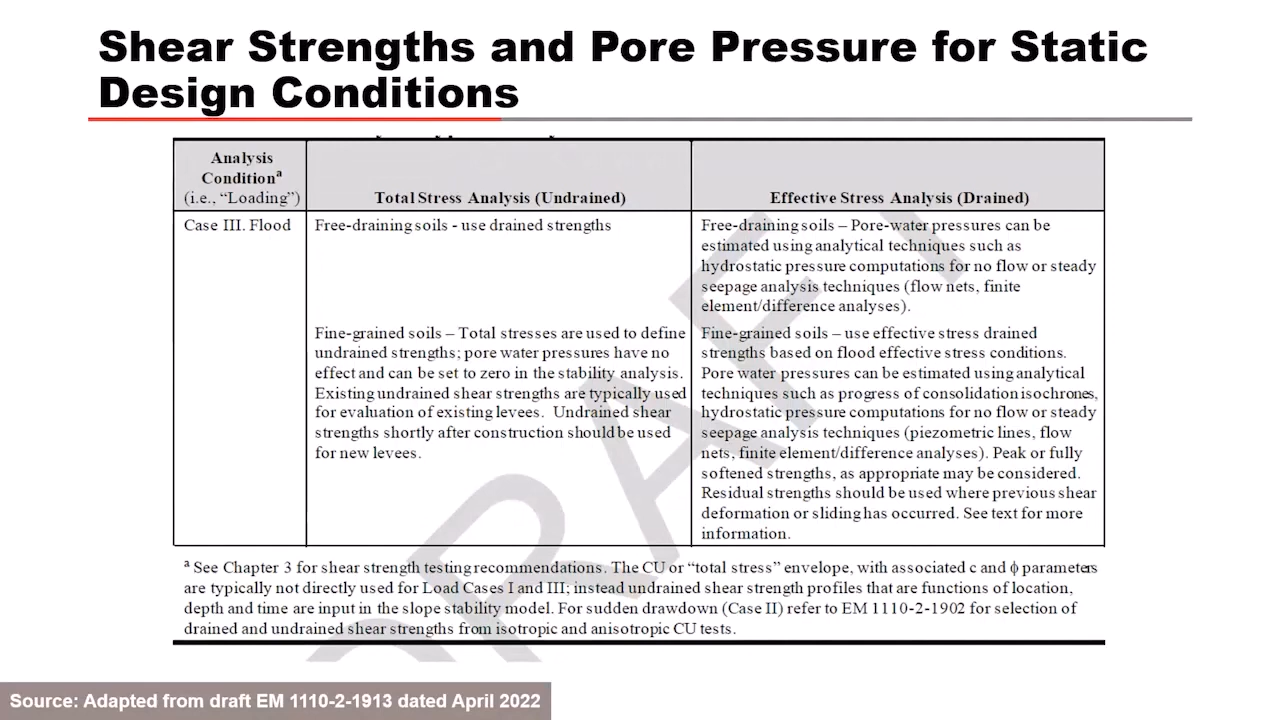 Shear Strengths and Pore Pressure for Static
Design Conditions
Analysis
Conditionᵃ
(i.e., “Loading”)
Total Stress Analysis (Undrained)
Effective Stress Analysis (Drained)
Case III. Flood
Free-draining soils - use drained strengths
Free-draining soils – Pore-water pressures can be
estimated using analytical techniques such as
hydrostatic pressure computations for no flow or steady
seepage analysis techniques (flow nets, finite
element/difference analyses).
Fine-grained soils – Total stresses are used to define
undrained strengths; pore water pressures have no
effect and can be set to zero in the stability analysis.
Existing undrained shear strengths are typically used
for evaluation of existing levees. Undrained shear
strengths shortly after construction should be used
for new levees.
Fine-grained soils – use effective stress drained
strengths based on flood effective stress conditions.
Pore water pressures can be estimated using analytical
techniques such as progress of consolidation isochrones,
hydrostatic pressure computations for no flow or steady
seepage analysis techniques (piezometric lines, flow
nets, finite element/difference analyses). Peak or fully
softened strengths, as appropriate may be considered.
Residual strengths should be used where previous shear
deformation or sliding has occurred. See text for more
information.
ᵃ See Chapter 3 for shear strength testing recommendations. The CU or “total stress” envelope, with associated c and ϕ parameters
are typically not directly used for Load Cases I and III; instead undrained shear strength profiles that are functions of location,
depth and time are input in the slope stability model. For sudden drawdown (Case II) refer to EM 1110-2-1902 for selection of
drained and undrained shear strengths from isotropic and anisotropic CU tests.
DRAFT
Source: Adapted from draft EM 1110-2-1913 dated April 2022